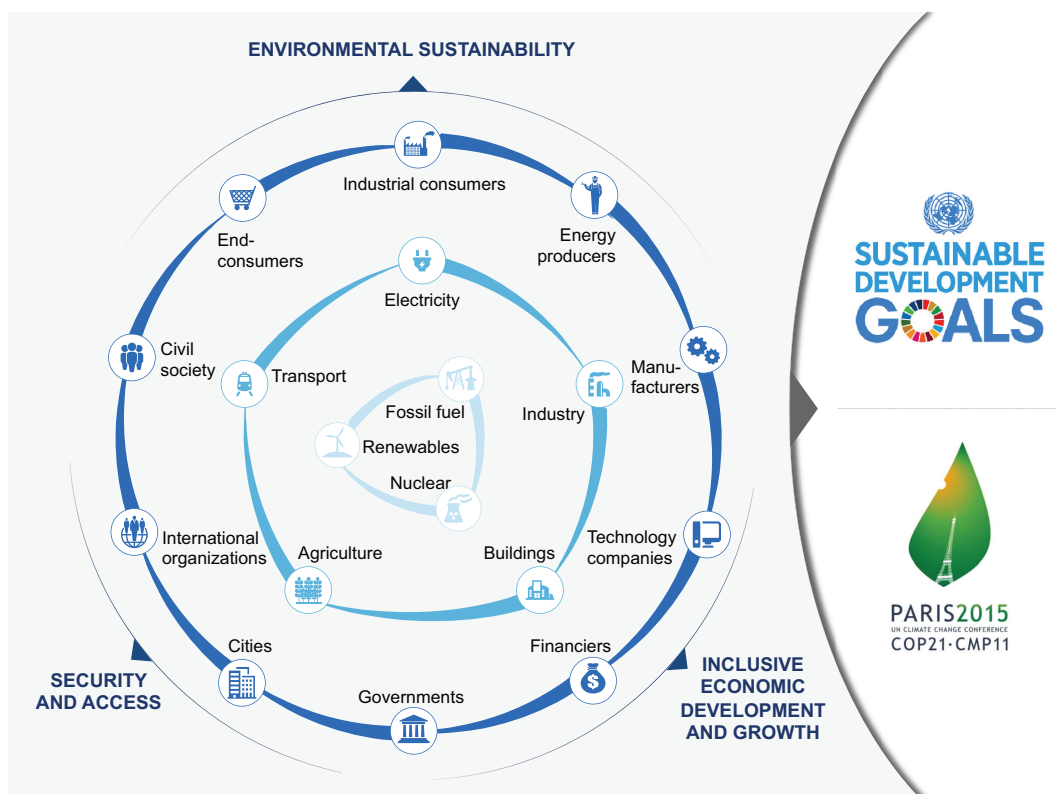 ENVIRONMENTAL SUSTAINABILITY
Industrial consumers
End-
consumers
Energy
producers
Electricity
Civil
society
Transport
Manu-
facturers
Fossil fuel
Industry
Renewables
Nuclear
International
organizations
Agriculture
Buildings
Technology
companies
Cities
Financiers
Governments
SECURITY
AND ACCESS
INCLUSIVE
ECONOMIC
DEVELOPMENT
AND GROWTH
SUSTAINABLE
DEVELOPMENT
GOALS
PARIS2015
UN CLIMATE CHANGE CONFERENCE
COP21·CMP11